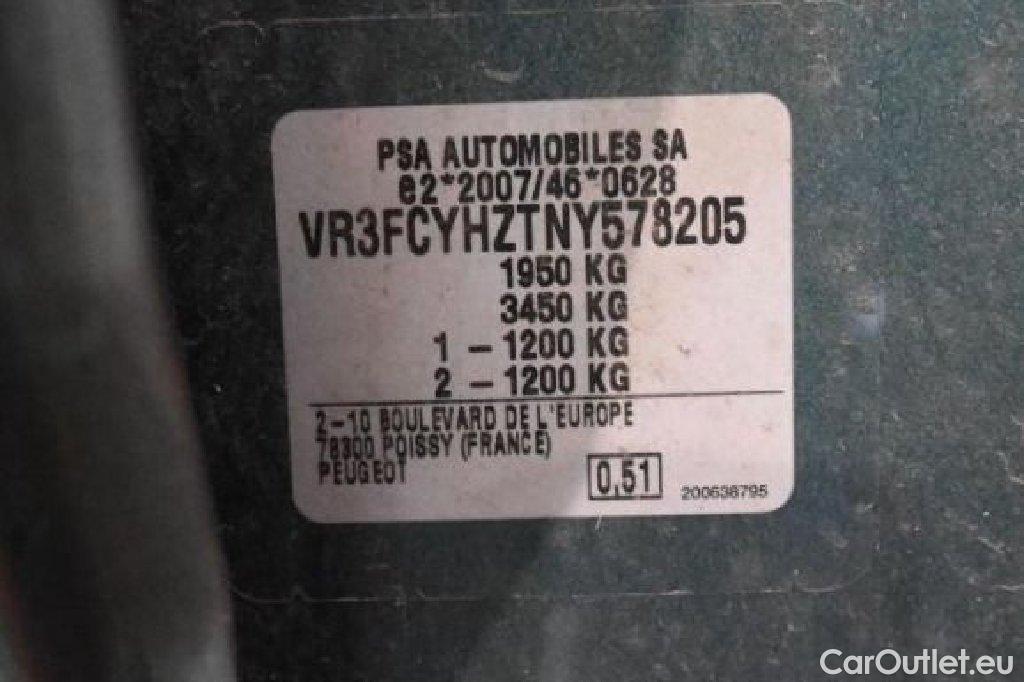 PSA AUTOMOBILES SA
e2*2007/46*0628
VR3FCYHZTNY578205
1950 KG
3450 KG
1 – 1200 KG
2 – 1200 KG
2–10 BOULEVARD DE L'EUROPE
78300 POISSY (FRANCE)
PEUGEOT
0,51
200638795
CarOutlet.eu